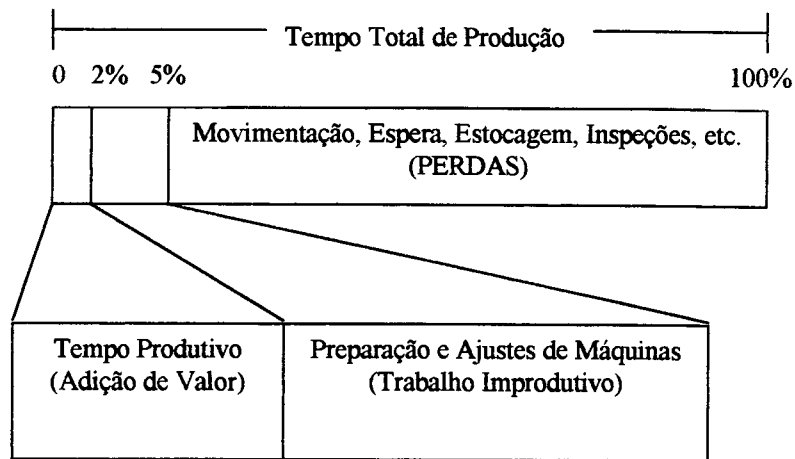 Tempo Total de Produção
0 2% 5% 100%
Movimentação, Espera, Estocagem, Inspeções, etc.
(PERDAS)
Tempo Produtivo
(Adição de Valor)
Preparação e Ajustes de Máquinas
(Trabalho Improdutivo)